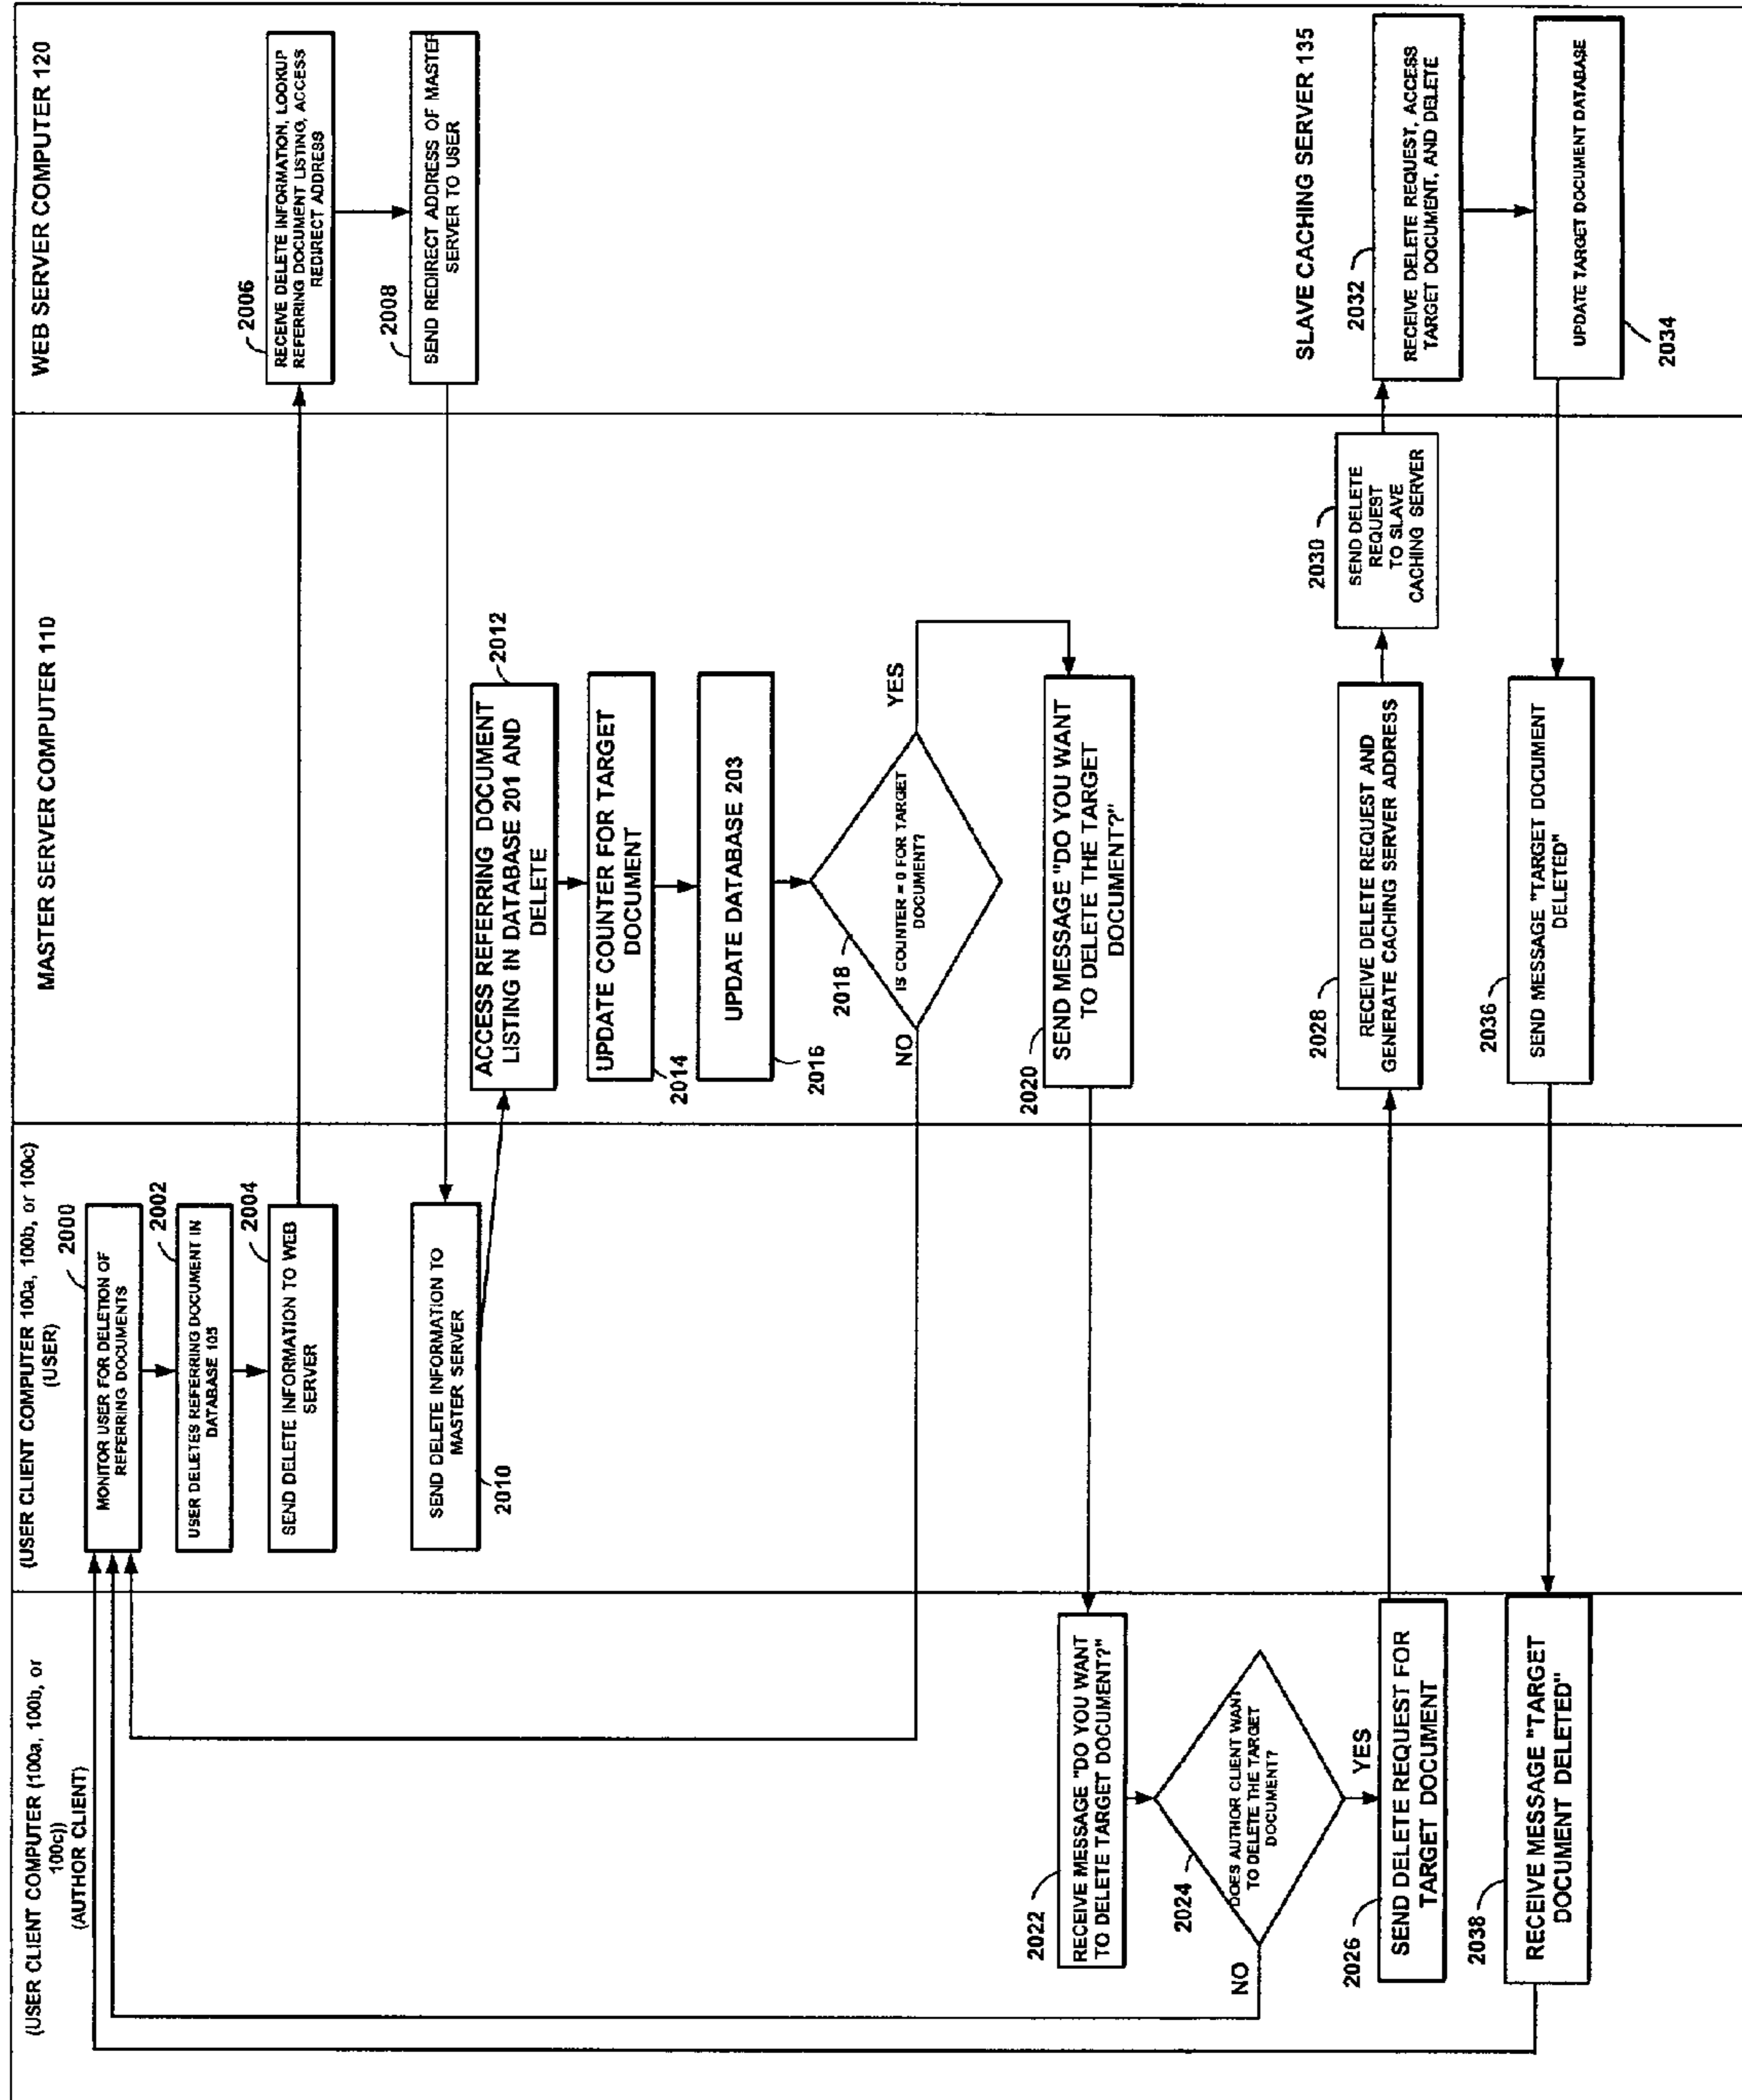 (USER CLIENT COMPUTER (100a, 100b, or
100c))
(AUTHOR CLIENT)
(USER CLIENT COMPUTER 100a, 100b, or 100c)
(USER)
MASTER SERVER COMPUTER 110
WEB SERVER COMPUTER 120
2000
MONITOR USER FOR DELETION OF
REFERRING DOCUMENTS
2002
USER DELETES REFERRING DOCUMENT IN
DATABASE 105
2004
SEND DELETE INFORMATION TO WEB
SERVER
2006
RECEIVE DELETE INFORMATION, LOOKUP
REFERRING DOCUMENT LISTING, ACCESS
REDIRECT ADDRESS
2008
SEND REDIRECT ADDRESS OF MASTER
SERVER TO USER
SEND DELETE INFORMATION TO
MASTER SERVER
2010
2012
ACCESS REFERRING DOCUMENT
LISTING IN DATABASE 201 AND
DELETE
UPDATE COUNTER FOR TARGET
DOCUMENT
2014
UPDATE DATABASE 203
2016
IS COUNTER = 0 FOR TARGET
DOCUMENT?
2018
NO
YES
2020
SEND MESSAGE "DO YOU WANT
TO DELETE THE TARGET
DOCUMENT?"
2022
RECEIVE MESSAGE "DO YOU WANT
TO DELETE TARGET DOCUMENT?"
2024
DOES AUTHOR CLIENT WANT
TO DELETE THE TARGET
DOCUMENT?
NO
YES
2026
SEND DELETE REQUEST FOR
TARGET DOCUMENT
2028
RECEIVE DELETE REQUEST AND
GENERATE CACHING SERVER ADDRESS
2030
SEND DELETE
REQUEST
TO SLAVE
CACHING SERVER
SLAVE CACHING SERVER 135
2032
RECEIVE DELETE REQUEST, ACCESS
TARGET DOCUMENT, AND DELETE
UPDATE TARGET DOCUMENT DATABASE
2034
2036
SEND MESSAGE "TARGET DOCUMENT
DELETED"
2038
RECEIVE MESSAGE "TARGET
DOCUMENT DELETED"